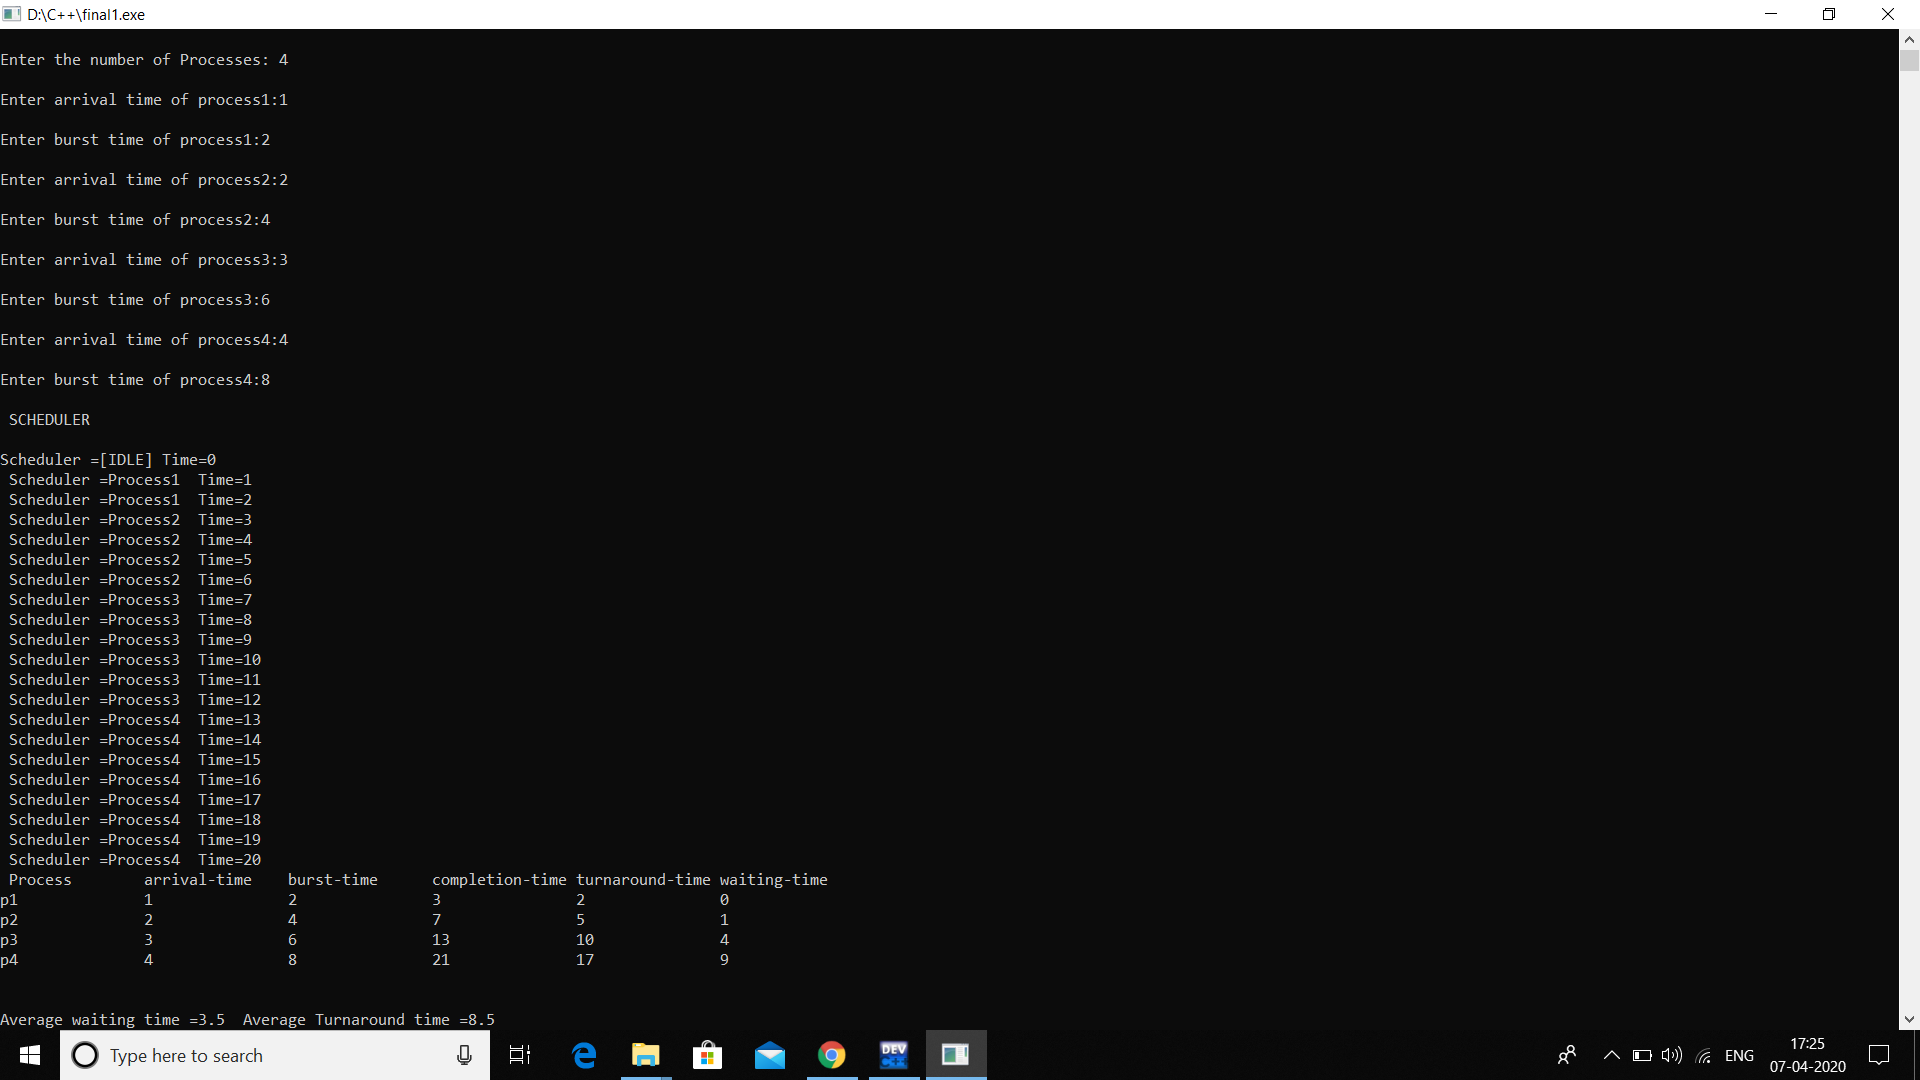 D:\C++\final1.exe
Enter the number of Processes: 4
Enter arrival time of process1:1
Enter burst time of process1:2
Enter arrival time of process2:2
Enter burst time of process2:4
Enter arrival time of process3:3
Enter burst time of process3:6
Enter arrival time of process4:4
Enter burst time of process4:8
SCHEDULER
Scheduler =[IDLE] Time=0
Scheduler =Process1  Time=1
Scheduler =Process1  Time=2
Scheduler =Process2  Time=3
Scheduler =Process2  Time=4
Scheduler =Process2  Time=5
Scheduler =Process2  Time=6
Scheduler =Process3  Time=7
Scheduler =Process3  Time=8
Scheduler =Process3  Time=9
Scheduler =Process3  Time=10
Scheduler =Process3  Time=11
Scheduler =Process3  Time=12
Scheduler =Process4  Time=13
Scheduler =Process4  Time=14
Scheduler =Process4  Time=15
Scheduler =Process4  Time=16
Scheduler =Process4  Time=17
Scheduler =Process4  Time=18
Scheduler =Process4  Time=19
Scheduler =Process4  Time=20
Process arrival-time burst-time completion-time turnaround-time waiting-time
p1 1 2 3 2 0
p2 2 4 7 5 1
p3 3 6 13 10 4
p4 4 8 21 17 9
Average waiting time =3.5  Average Turnaround time =8.5
Type here to search
DEV
C++
ENG
17:25
07-04-2020